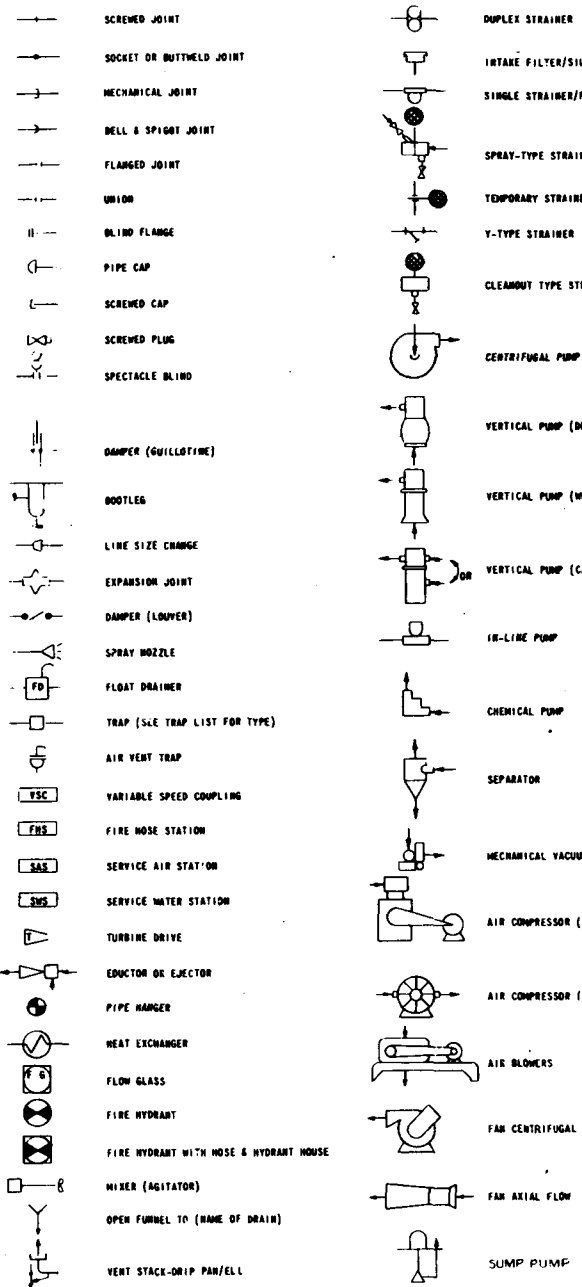 SCREWED JOINT
SOCKET OR BUTTWELD JOINT
MECHANICAL JOINT
BELL & SPIGOT JOINT
FLANGED JOINT
UNION
BLIND FLANGE
PIPE CAP
SCREWED CAP
SCREWED PLUG
SPECTACLE BLIND
DAMPER (GUILLOTINE)
BOOTLEG
LINE SIZE CHANGE
EXPANSION JOINT
DAMPER (LOUVER)
SPRAY NOZZLE
FD FLOAT DRAINER
TRAP (SEE TRAP LIST FOR TYPE)
AIR VENT TRAP
VSC VARIABLE SPEED COUPLING
FHS FIRE HOSE STATION
SAS SERVICE AIR STATION
SWS SERVICE WATER STATION
T TURBINE DRIVE
EDUCTOR OR EJECTOR
PIPE HANGER
HEAT EXCHANGER
F G FLOW GLASS
FIRE HYDRANT
FIRE HYDRANT WITH HOSE & HYDRANT HOUSE
MIXER (AGITATOR)
OPEN FUNNEL TO (NAME OF DRAIN)
VENT STACK-DRIP PAN/ELL
DUPLEX STRAINER
INTAKE FILTER/SIL
SINGLE STRAINER/F
SPRAY-TYPE STRAIN
TEMPORARY STRAINE
Y-TYPE STRAINER
CLEANOUT TYPE STR
CENTRIFUGAL PUMP
VERTICAL PUMP (D
VERTICAL PUMP (W
OR VERTICAL PUMP (C
IN-LINE PUMP
CHEMICAL PUMP
SEPARATOR
MECHANICAL VACUU
AIR COMPRESSOR (
AIR COMPRESSOR (
AIR BLOWERS
FAN CENTRIFUGAL
FAN AXIAL FLOW
SUMP PUMP